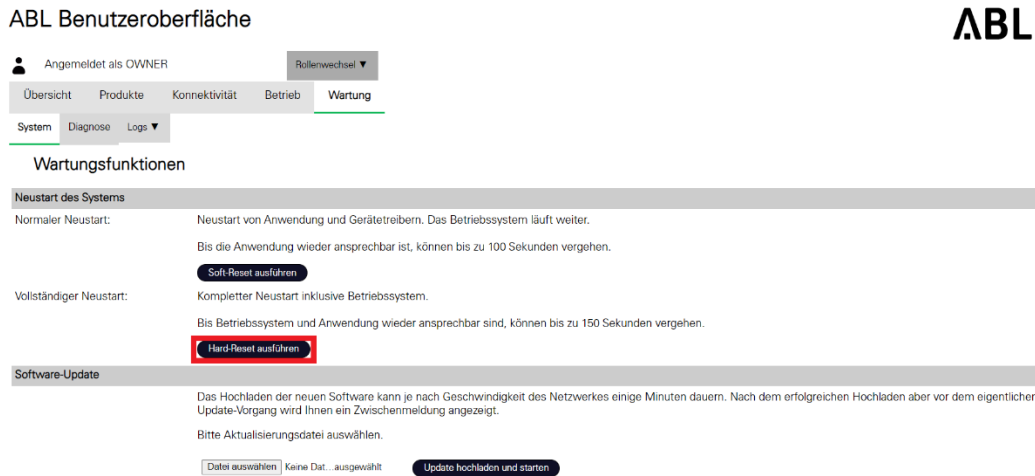 ABL Benutzeroberfläche
ABL
Angemeldet als OWNER
Rollenwechsel ▼
Übersicht Produkte Konnektivität Betrieb Wartung
System Diagnose Logs ▼
Wartungsfunktionen
Neustart des Systems
Normaler Neustart: Neustart von Anwendung und Gerätetreibern. Das Betriebssystem läuft weiter.
Bis die Anwendung wieder ansprechbar ist, können bis zu 100 Sekunden vergehen.
Soft-Reset ausführen
Vollständiger Neustart: Kompletter Neustart inklusive Betriebssystem.
Bis Betriebssystem und Anwendung wieder ansprechbar sind, können bis zu 150 Sekunden vergehen.
Hard-Reset ausführen
Software-Update
Das Hochladen der neuen Software kann je nach Geschwindigkeit des Netzwerkes einige Minuten dauern. Nach dem erfolgreichen Hochladen aber vor dem eigentlichen
Update-Vorgang wird Ihnen ein Zwischenmeldung angezeigt.
Bitte Aktualisierungsdatei auswählen.
Datei auswählen Keine Dat...ausgewählt Update hochladen und starten